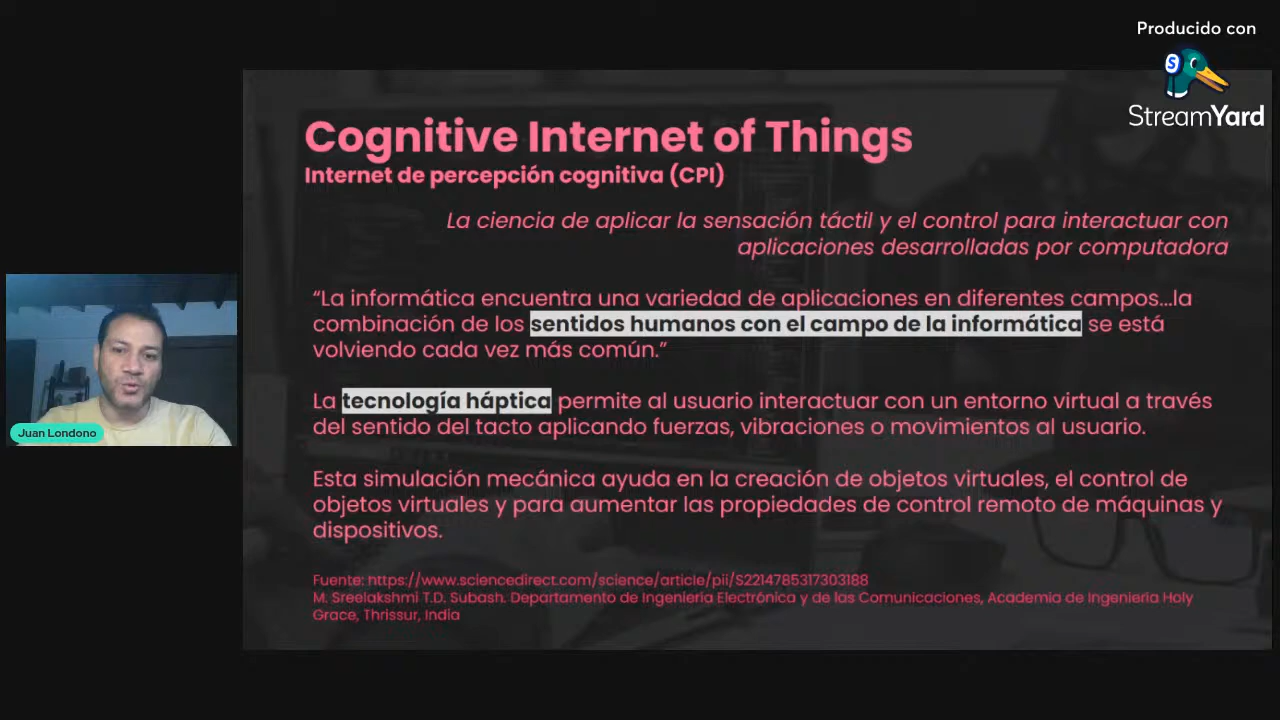 Producido con
StreamYard
Cognitive Internet of Things
Internet de percepción cognitiva (CPI)
La ciencia de aplicar la sensación táctil y el control para interactuar con
aplicaciones desarrolladas por computadora
“La informática encuentra una variedad de aplicaciones en diferentes campos...la
combinación de los sentidos humanos con el campo de la informática se está
volviendo cada vez más común.”
La tecnología háptica permite al usuario interactuar con un entorno virtual a través
del sentido del tacto aplicando fuerzas, vibraciones o movimientos al usuario.
Esta simulación mecánica ayuda en la creación de objetos virtuales, el control de
objetos virtuales y para aumentar las propiedades de control remoto de máquinas y
dispositivos.
Fuente: https://www.sciencedirect.com/science/article/pii/S2214785317303188
M. Sreelakshmi T.D. Subash. Departamento de Ingeniería Electrónica y de las Comunicaciones, Academia de Ingeniería Holy
Grace, Thrissur, India
Juan Londono